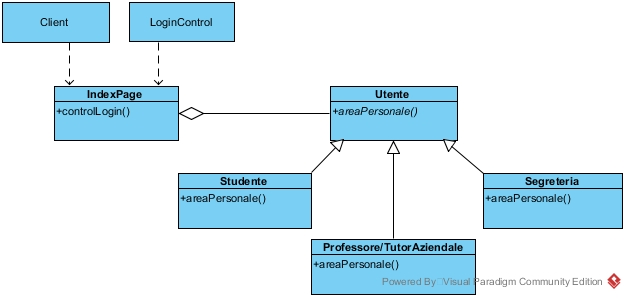 Client
LoginControl
IndexPage
+controlLogin()
Utente
+areaPersonale()
Studente
+areaPersonale()
Segreteria
+areaPersonale()
Professore/TutorAziendale
+areaPersonale()
Powered By Visual Paradigm Community Edition